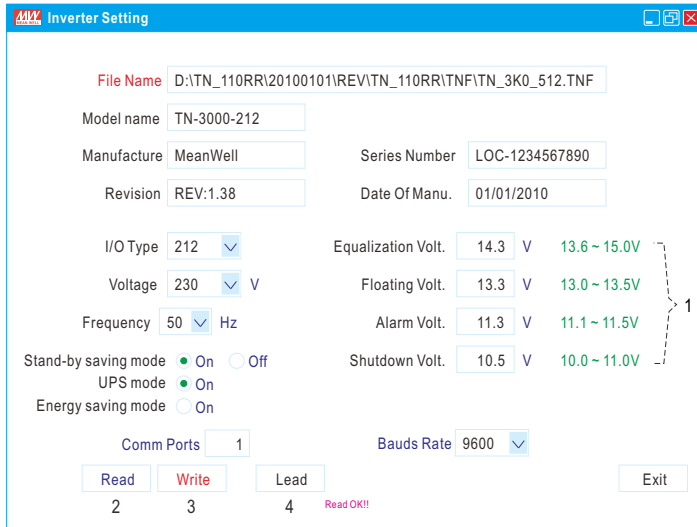 MW MEAN WELL Inverter Setting
File Name D:\TN_110RR\20100101\REV\TN_110RR\TNF\TN_3K0_512.TNF
Model name TN-3000-212
Manufacture MeanWell Series Number LOC-1234567890
Revision REV:1.38 Date Of Manu. 01/01/2010
I/O Type 212 Equalization Volt. 14.3 V 13.6 ~ 15.0V
Voltage 230 V Floating Volt. 13.3 V 13.0 ~ 13.5V
1
Frequency 50 Hz Alarm Volt. 11.3 V 11.1 ~ 11.5V
Stand-by saving mode On Off Shutdown Volt. 10.5 V 10.0 ~ 11.0V
UPS mode On
Energy saving mode On
Comm Ports 1 Bauds Rate 9600
Read Write Lead Exit
2 3 4 Read OK!!